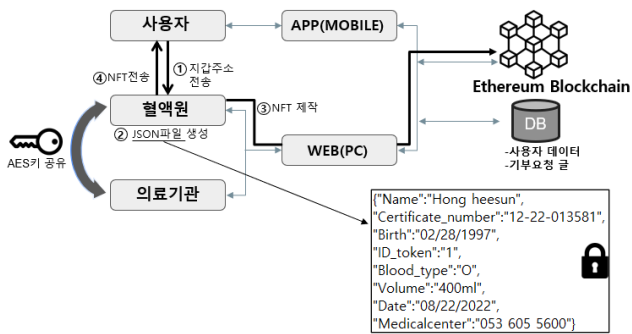 사용자
APP(MOBILE)
Ethereum Blockchain
①지갑주소
전송
④NFT전송
혈액원
③NFT 제작
② JSON파일 생성
DB
-사용자 데이터
-기부요청 글
AES키 공유
WEB(PC)
의료기관
{"Name":"Hong heesun",
"Certificate_number":"12-22-013581",
"Birth":"02/28/1997",
"ID_token":"1",
"Blood_type":"O",
"Volume":"400ml",
"Date":"08/22/2022",
"Medicalcenter":"053 605 5600"}